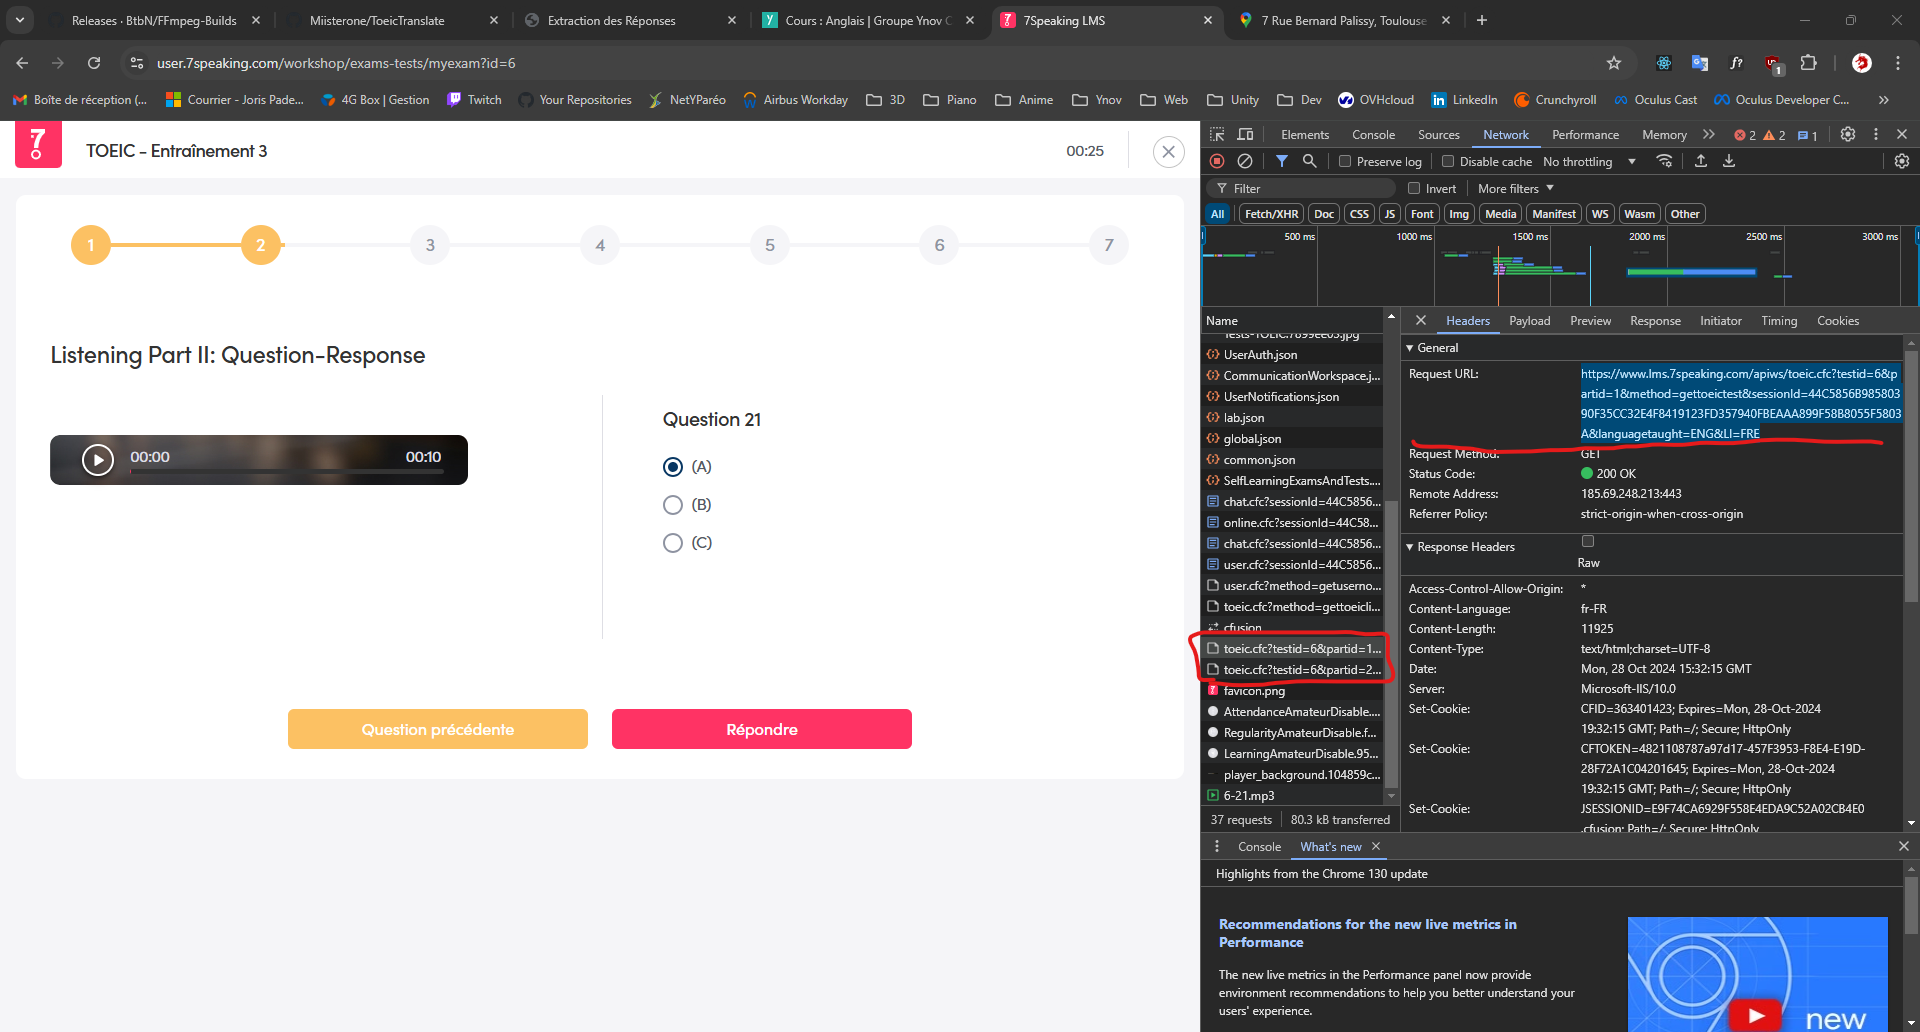 Releases · BtbN/FFmpeg-Builds
Miisterone/ToeicTranslate
Extraction des Réponses
Cours : Anglais | Groupe Ynov C
7Speaking LMS
7 Rue Bernard Palissy, Toulouse
user.7speaking.com/workshop/exams-tests/myexam?id=6
Boîte de réception (...
Courrier - Joris Pade...
4G Box | Gestion
Twitch
Your Repositories
NetYParéo
Airbus Workday
3D
Piano
Anime
Ynov
Web
Unity
Dev
OVHcloud
LinkedIn
Crunchyroll
Oculus Cast
Oculus Developer C...
TOEIC - Entraînement 3
00:25
1 2 3 4 5 6 7
Listening Part II: Question-Response
00:00 00:10
Question 21
(A)
(B)
(C)
Question précédente
Répondre
Elements Console Sources Network Performance Memory 2 2 1
Preserve log Disable cache No throttling
Filter Invert More filters
All Fetch/XHR Doc CSS JS Font Img Media Manifest WS Wasm Other
500 ms 1000 ms 1500 ms 2000 ms 2500 ms 3000 ms
Name
Tests-TOEIC.7899ee63.jpg
UserAuth.json
CommunicationWorkspace.j...
UserNotifications.json
lab.json
global.json
common.json
SelfLearningExamsAndTests....
chat.cfc?sessionId=44C5856...
online.cfc?sessionId=44C58...
chat.cfc?sessionId=44C5856...
user.cfc?sessionId=44C5856...
user.cfc?method=getuserno...
toeic.cfc?method=gettoeicli...
cfusion
toeic.cfc?testid=6&partid=1...
toeic.cfc?testid=6&partid=2...
favicon.png
AttendanceAmateurDisable....
RegularityAmateurDisable.f...
LearningAmateurDisable.95...
player_background.104859c...
6-21.mp3
37 requests 80.3 kB transferred
Headers Payload Preview Response Initiator Timing Cookies
General
Request URL: https://www.lms.7speaking.com/apiws/toeic.cfc?testid=6&p
artid=1&method=gettoeictest&sessionId=44C5856B985803
90F35CC32E4F8419123FD357940FBEAAA899F58B8055F5803
A&languagetaught=ENG&LI=FRE
Request Method: GET
Status Code: 200 OK
Remote Address: 185.69.248.213:443
Referrer Policy: strict-origin-when-cross-origin
Response Headers
Raw
Access-Control-Allow-Origin: *
Content-Language: fr-FR
Content-Length: 11925
Content-Type: text/html;charset=UTF-8
Date: Mon, 28 Oct 2024 15:32:15 GMT
Server: Microsoft-IIS/10.0
Set-Cookie: CFID=363401423; Expires=Mon, 28-Oct-2024
19:32:15 GMT; Path=/; Secure; HttpOnly
Set-Cookie: CFTOKEN=4821108787a97d17-457F3953-F8E4-E19D-
28F72A1C04201645; Expires=Mon, 28-Oct-2024
19:32:15 GMT; Path=/; Secure; HttpOnly
Set-Cookie: JSESSIONID=E9F74CA6929F558E4EDA9C52A02CB4E0
.cfusion; Path=/; Secure; HttpOnly
Console What's new
Highlights from the Chrome 130 update
Recommendations for the new live metrics in
Performance
The new live metrics in the Performance panel now provide
environment recommendations to help you better understand your
users' experience.
new